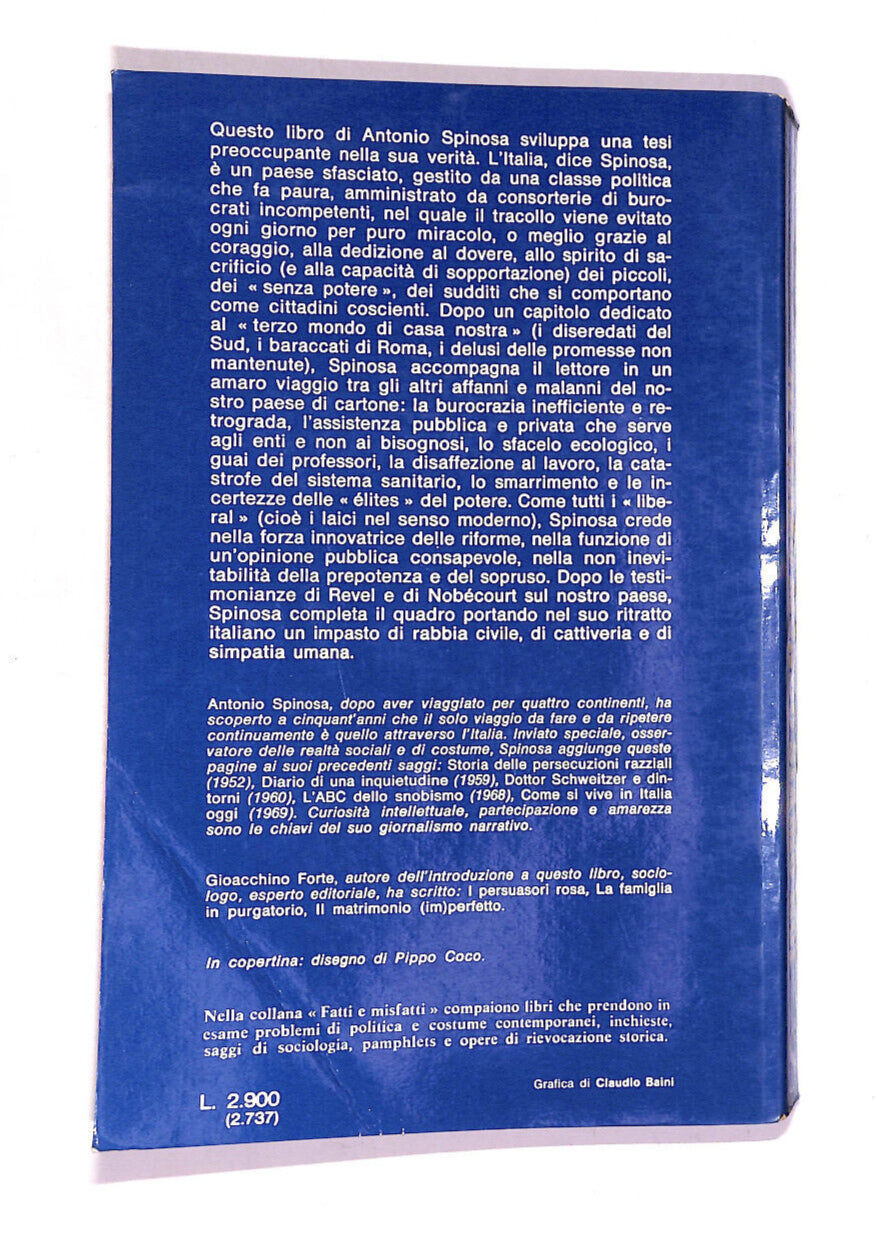 Questo libro di Antonio Spinosa sviluppa una tesi
preoccupante nella sua verità. L'Italia, dice Spinosa,
è un paese sfasciato, gestito da una classe politica
che fa paura, amministrato da consorterie di buro-
crati incompetenti, nel quale il tracollo viene evitato
ogni giorno per puro miracolo, o meglio grazie al
coraggio, alla dedizione al dovere, allo spirito di sa-
crificio (e alla capacità di sopportazione) dei piccoli,
dei « senza potere », dei sudditi che si comportano
come cittadini coscienti. Dopo un capitolo dedicato
al « terzo mondo di casa nostra » (i diseredati del
Sud, i baraccati di Roma, i delusi delle promesse non
mantenute), Spinosa accompagna il lettore in un
amaro viaggio tra gli altri affanni e malanni del no-
stro paese di cartone: la burocrazia inefficiente e re-
trograda, l'assistenza pubblica e privata che serve
agli enti e non ai bisognosi, lo sfacelo ecologico, i
guai dei professori, la disaffezione al lavoro, la cata-
strofe del sistema sanitario, lo smarrimento e le in-
certezze delle « élites » del potere. Come tutti i « libe-
ral » (cioè i laici nel senso moderno), Spinosa crede
nella forza innovatrice delle riforme, nella funzione di
un'opinione pubblica consapevole, nella non inevi-
tabilità della prepotenza e del sopruso. Dopo le testi-
monianze di Revel e di Nobécourt sul nostro paese,
Spinosa completa il quadro portando nel suo ritratto
italiano un impasto di rabbia civile, di cattiveria e di
simpatia umana.
Antonio Spinosa, dopo aver viaggiato per quattro continenti, ha
scoperto a cinquant'anni che il solo viaggio da fare e da ripetere
continuamente è quello attraverso l'Italia. Inviato speciale, osser-
vatore delle realtà sociali e di costume, Spinosa aggiunge queste
pagine ai suoi precedenti saggi: Storia delle persecuzioni razziali
(1952), Diario di una inquietudine (1959), Dottor Schweitzer e din-
torni (1960), L'ABC dello snobismo (1968), Come si vive in Italia
oggi (1969). Curiosità intellettuale, partecipazione e amarezza
sono le chiavi del suo giornalismo narrativo.
Gioacchino Forte, autore dell'introduzione a questo libro, socio-
logo, esperto editoriale, ha scritto: I persuasori rosa, La famiglia
in purgatorio, Il matrimonio (im)perfetto.
In copertina: disegno di Pippo Coco.
Nella collana « Fatti e misfatti » compaiono libri che prendono in
esame problemi di politica e costume contemporanei, inchieste,
saggi di sociologia, pamphlets e opere di rievocazione storica.
Grafica di Claudio Baini
L. 2.900
(2.737)